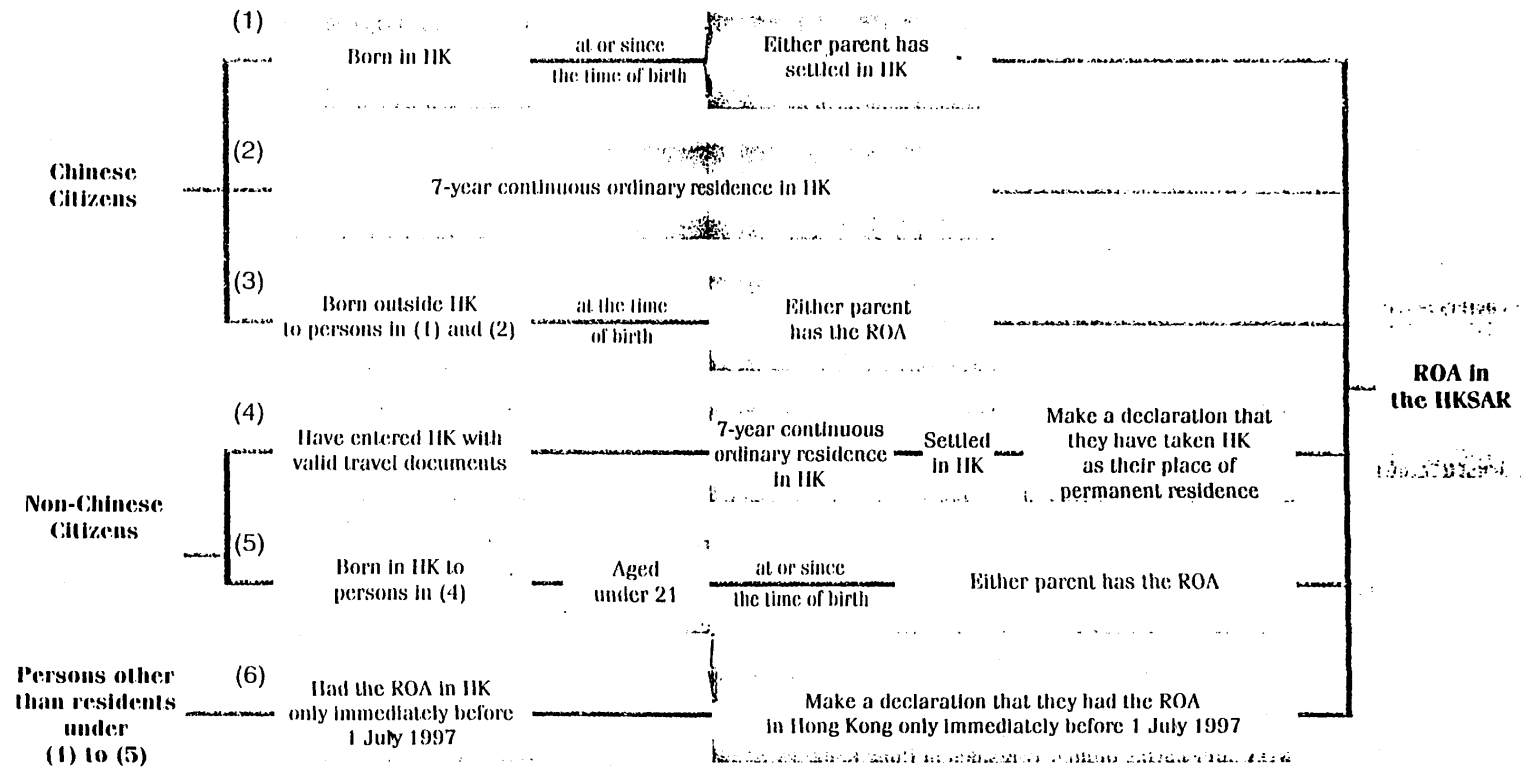 (1)
Born in HK
at or since
the time of birth
Either parent has
settled in HK
Chinese
Citizens
(2)
7-year continuous ordinary residence in HK
(3)
Born outside HK
to persons in (1) and (2)
at the time
of birth
Either parent
has the ROA
ROA in
the HKSAR
Non-Chinese
Citizens
(4)
Have entered HK with
valid travel documents
7-year continuous
ordinary residence
in HK
Settled
in HK
Make a declaration that
they have taken HK
as their place of
permanent residence
(5)
Born in HK to
persons in (4)
Aged
under 21
at or since
the time of birth
Either parent has the ROA
Persons other
than residents
under
(1) to (5)
(6)
Had the ROA in HK
only immediately before
1 July 1997
Make a declaration that they had the ROA
in Hong Kong only immediately before 1 July 1997